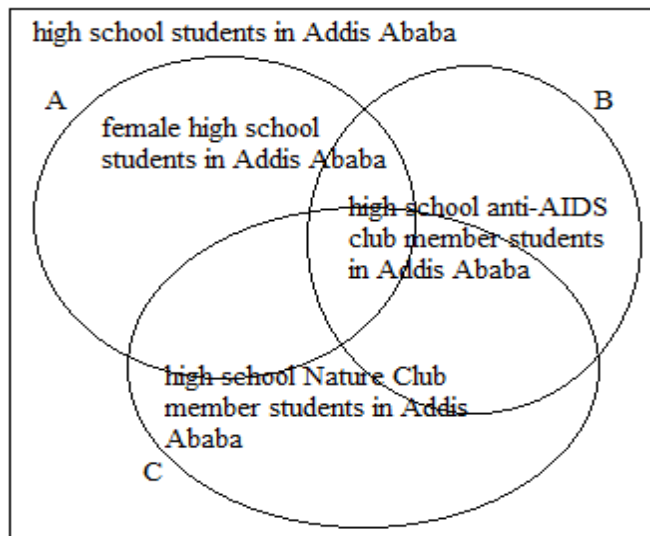 high school students in Addis Ababa
A
B
female high school
students in Addis Ababa
high school anti-AIDS
club member students
in Addis Ababa
high school Nature Club
member students in Addis
Ababa
C